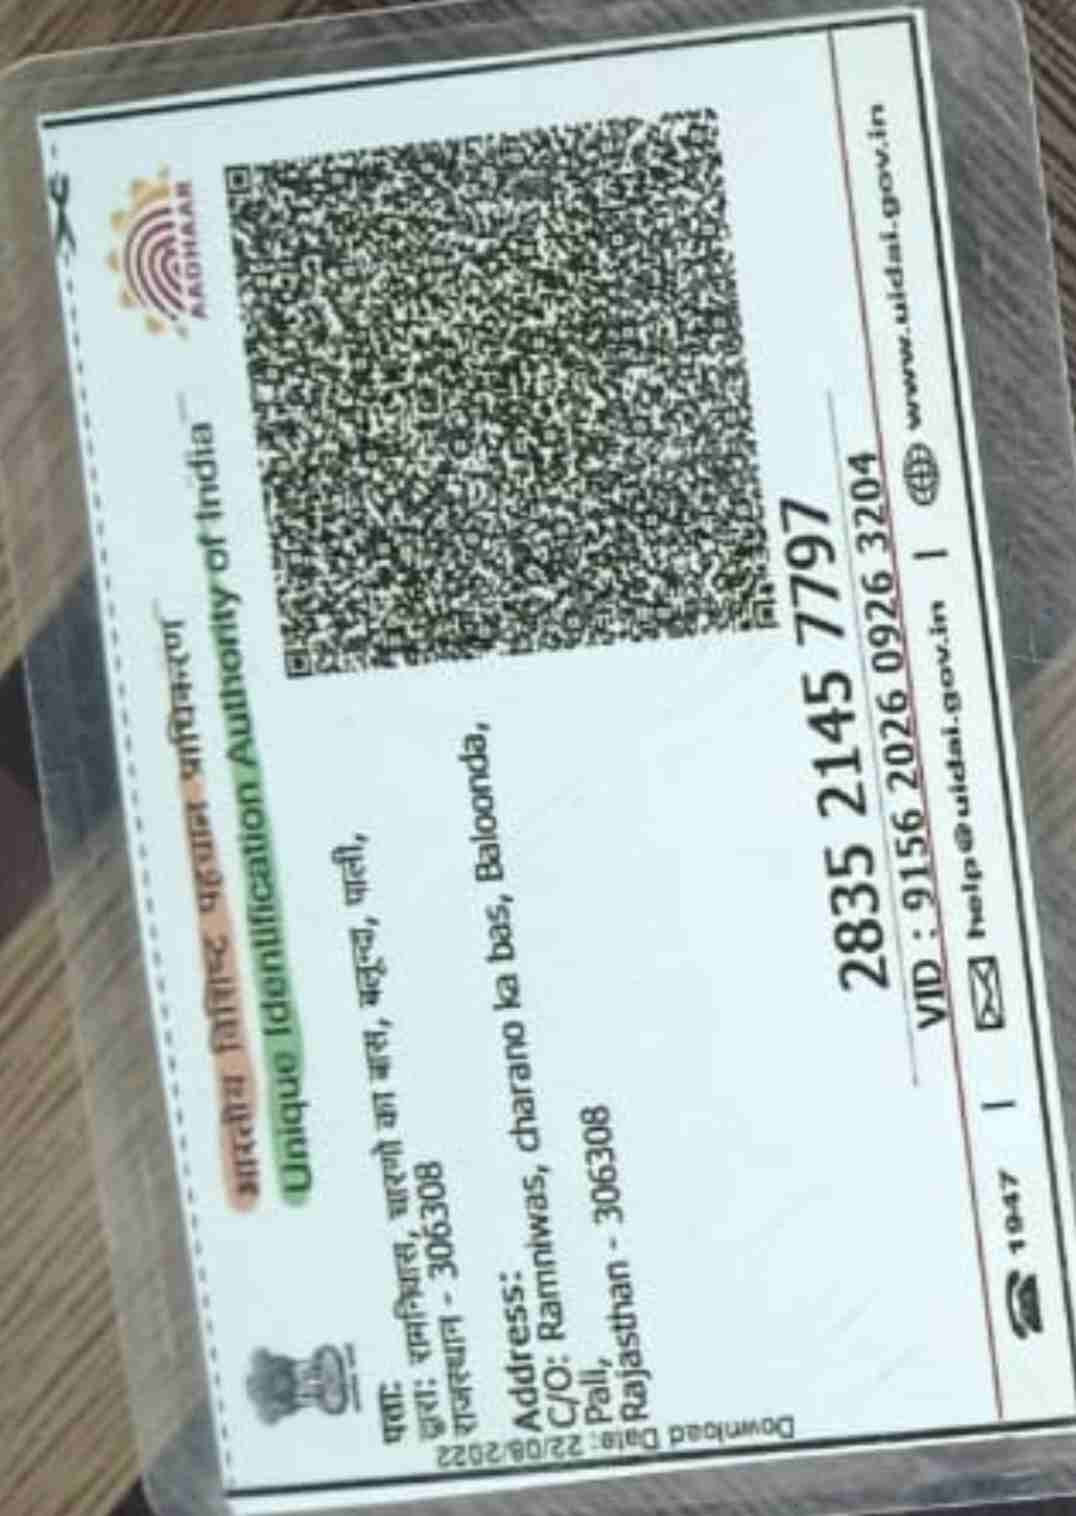 भारतीय विशिष्ट पहचान प्राधिकरण
Unique Identification Authority of India
AADHAAR
पता:
द्वारा: रामनिवास, चारणो का बास, बलून्दा, पाली,
राजस्थान - 306308
Address:
C/O: Ramniwas, charano ka bas, Baloonda,
Pali,
Rajasthan - 306308
Download Date: 22/08/2022
2835 2145 7797
VID : 9156 2026 0926 3204
1947 | help@uidai.gov.in | www.uidai.gov.in